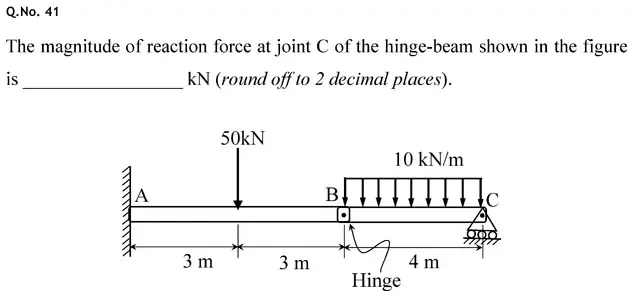 Q.No. 41
The magnitude of reaction force at joint C of the hinge-beam shown in the figure
is ____________________ kN (round off to 2 decimal places).
50kN
10 kN/m
A
B
C
3 m
3 m
4 m
Hinge